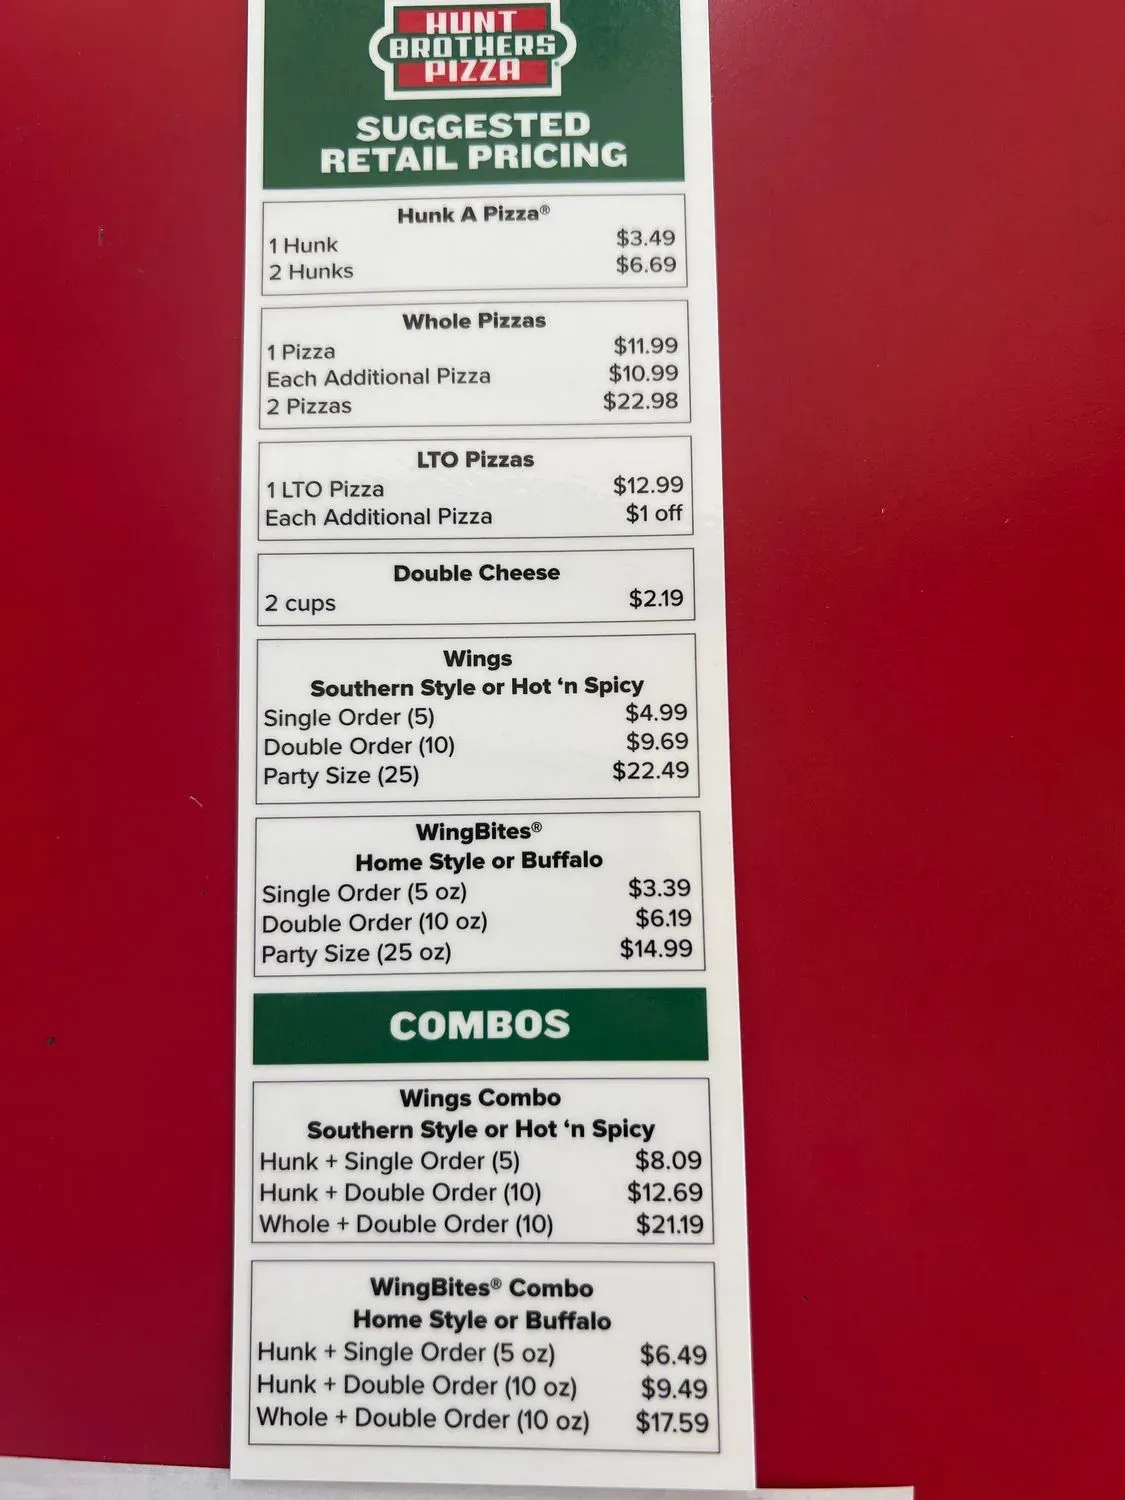 HUNT
BROTHERS
PIZZA
SUGGESTED
RETAIL PRICING
Hunk A Pizza®
1 Hunk $3.49
2 Hunks $6.69
Whole Pizzas
1 Pizza $11.99
Each Additional Pizza $10.99
2 Pizzas $22.98
LTO Pizzas
1 LTO Pizza $12.99
Each Additional Pizza $1 off
Double Cheese
2 cups $2.19
Wings
Southern Style or Hot ‘n Spicy
Single Order (5) $4.99
Double Order (10) $9.69
Party Size (25) $22.49
WingBites®
Home Style or Buffalo
Single Order (5 oz) $3.39
Double Order (10 oz) $6.19
Party Size (25 oz) $14.99
COMBOS
Wings Combo
Southern Style or Hot ‘n Spicy
Hunk + Single Order (5) $8.09
Hunk + Double Order (10) $12.69
Whole + Double Order (10) $21.19
WingBites® Combo
Home Style or Buffalo
Hunk + Single Order (5 oz) $6.49
Hunk + Double Order (10 oz) $9.49
Whole + Double Order (10 oz) $17.59